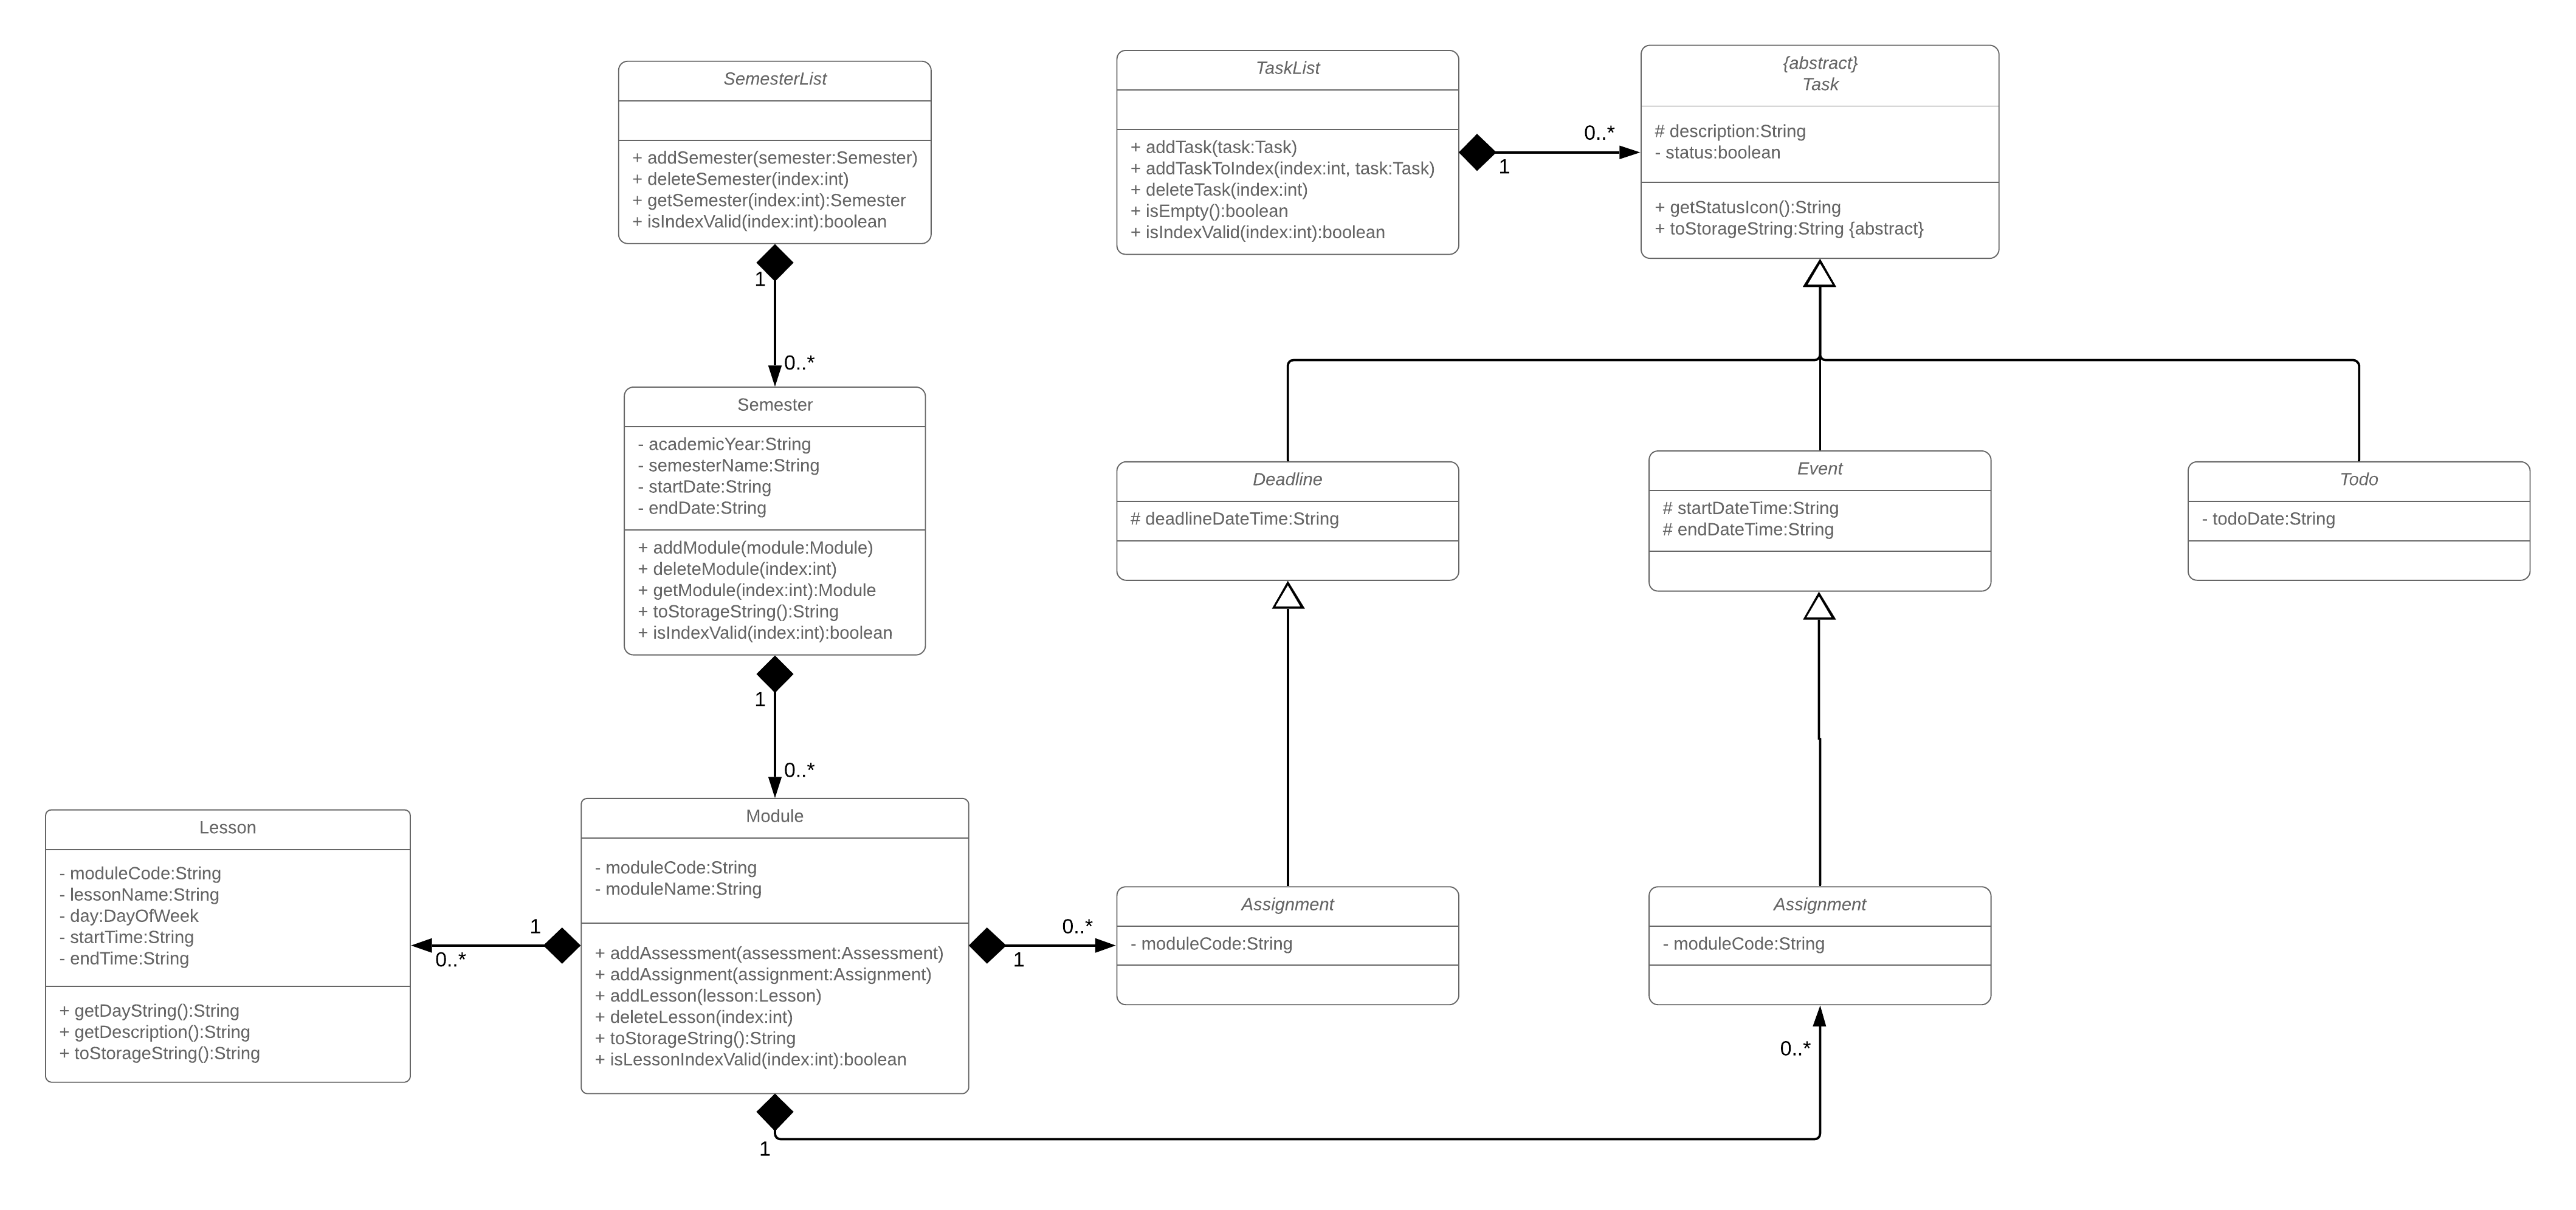 SemesterList
+ addSemester(semester:Semester)
+ deleteSemester(index:int)
+ getSemester(index:int):Semester
+ isIndexValid(index:int):boolean
1
0..*
Semester
- academicYear:String
- semesterName:String
- startDate:String
- endDate:String
+ addModule(module:Module)
+ deleteModule(index:int)
+ getModule(index:int):Module
+ toStorageString():String
+ isIndexValid(index:int):boolean
1
0..*
Lesson
- moduleCode:String
- lessonName:String
- day:DayOfWeek
- startTime:String
- endTime:String
+ getDayString():String
+ getDescription():String
+ toStorageString():String
1
0..*
Module
- moduleCode:String
- moduleName:String
+ addAssessment(assessment:Assessment)
+ addAssignment(assignment:Assignment)
+ addLesson(lesson:Lesson)
+ deleteLesson(index:int)
+ toStorageString():String
+ isLessonIndexValid(index:int):boolean
0..*
1
1
0..*
TaskList
+ addTask(task:Task)
+ addTaskToIndex(index:int, task:Task)
+ deleteTask(index:int)
+ isEmpty():boolean
+ isIndexValid(index:int):boolean
0..*
1
{abstract}
Task
# description:String
- status:boolean
+ getStatusIcon():String
+ toStorageString:String {abstract}
Deadline
# deadlineDateTime:String
Event
# startDateTime:String
# endDateTime:String
Todo
- todoDate:String
Assignment
- moduleCode:String
Assignment
- moduleCode:String